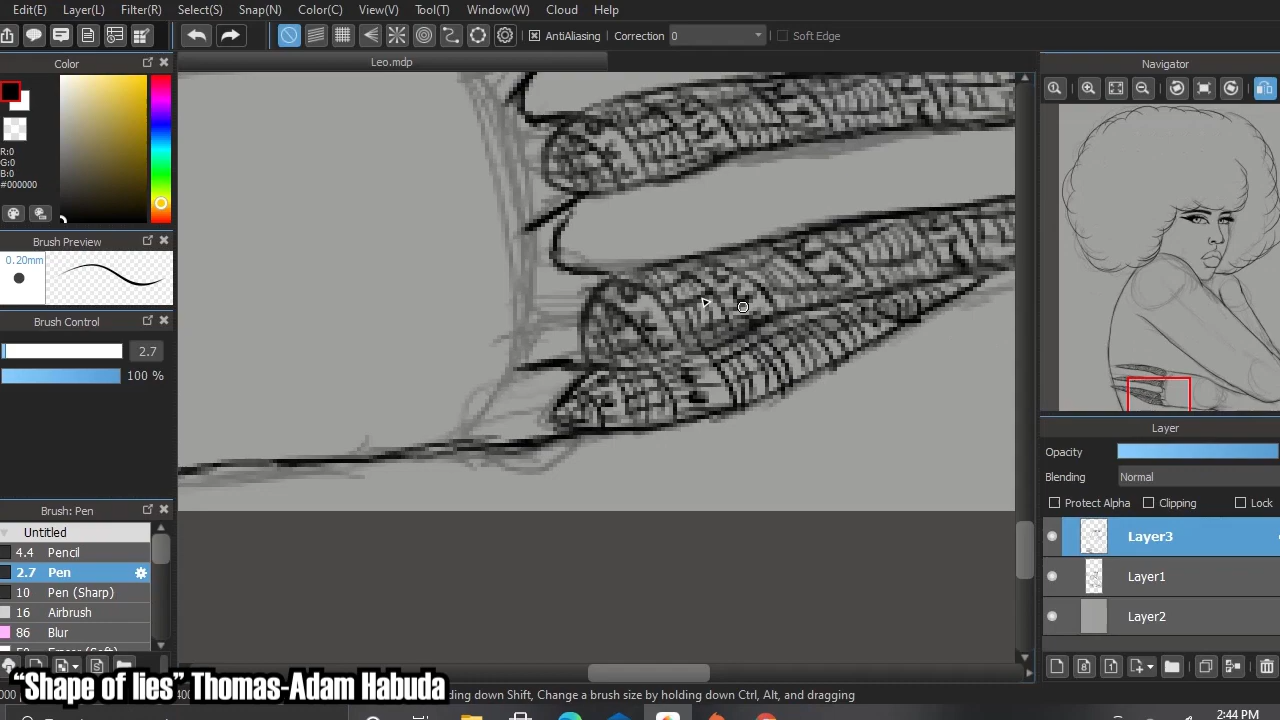 Edit(E) Layer(L) Harmony Select(S) Snap(N) Color(C) View(V) Tool(T) Window(W) Cloud Help
AntiAliasing Correction 0 Soft Edge
Leo.mdp
Color
R:0
G:0
B:0
#000000
Brush Preview
0.20mm
Brush Control
2.7
100 %
Brush: Pen
Untitled
4.4 Pencil
2.7 Pen
10 Pen (Sharp)
16 Airbrush
86 Blur
Navigator
Layer
Opacity
Blending Normal
Protect Alpha Clipping Lock
Layer3
Layer1
Layer2
“Shape of lies” Thomas-Adam Habuda
ding down Shift, Change a brush size by holding down Ctrl, Alt, and dragging
2:44 PM